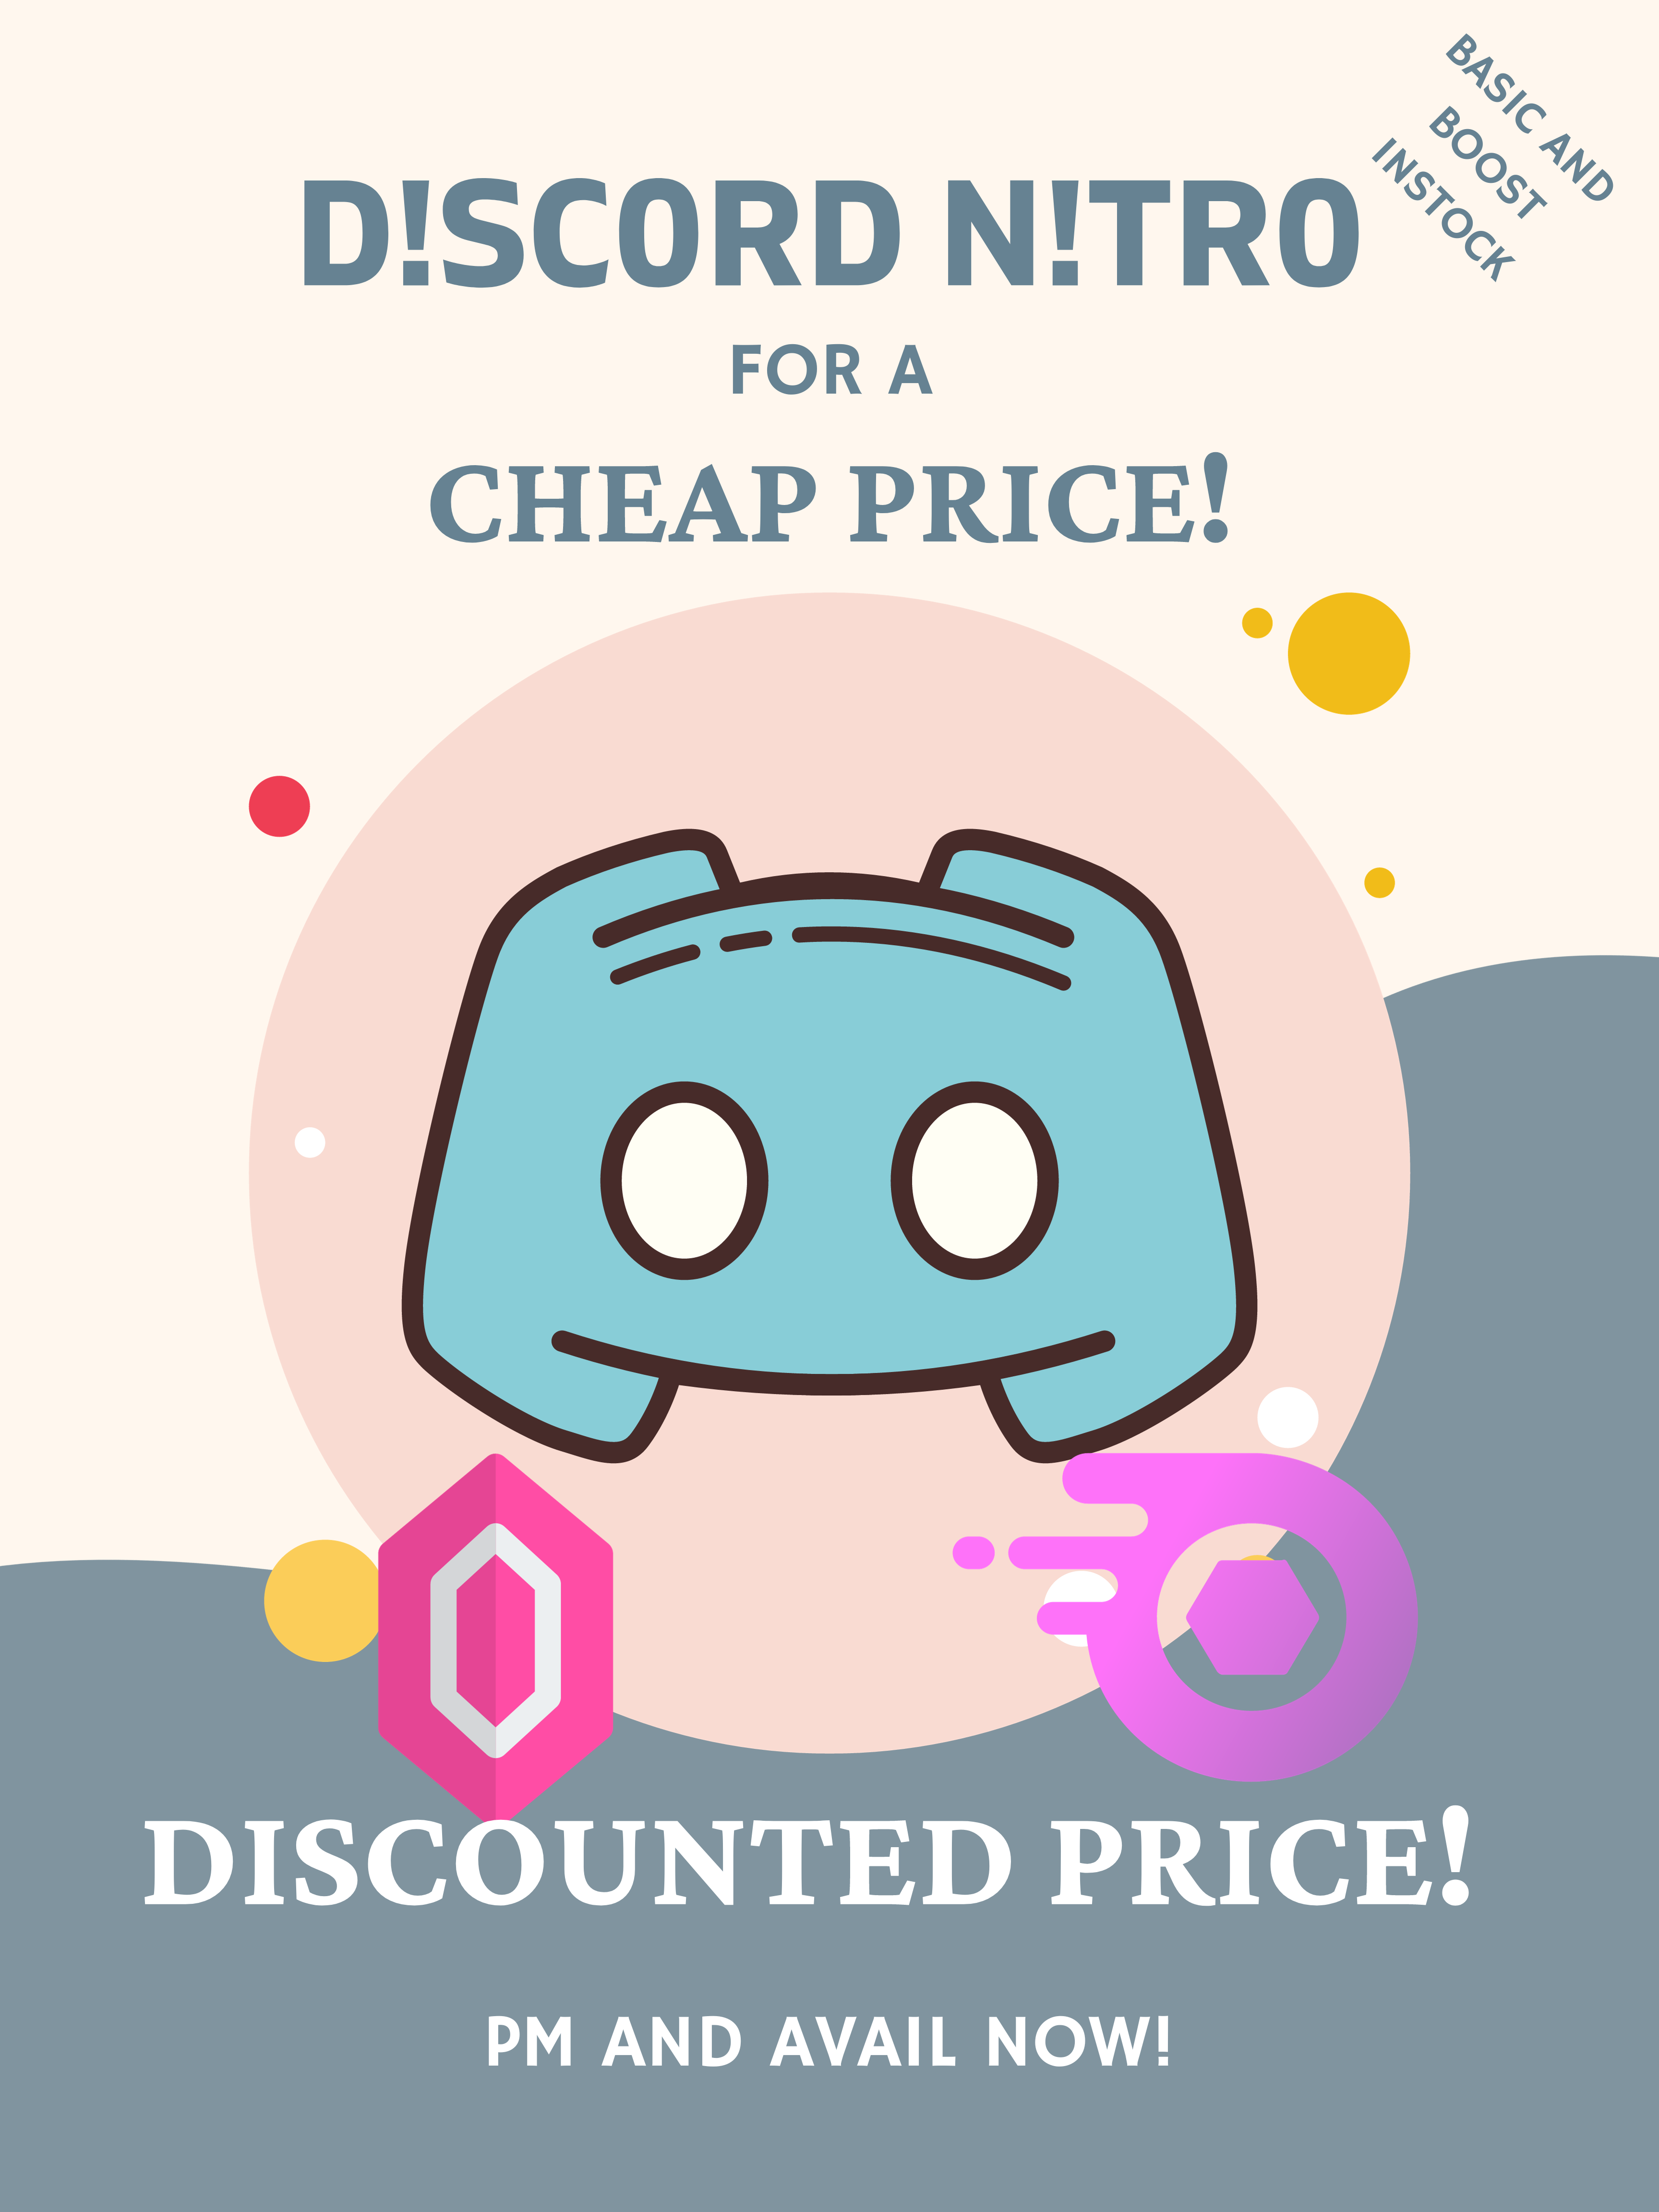 BASIC AND
BOOST
INSTOCK
D!SCORD N!TRO
FOR A
CHEAP PRICE!
DISCOUNTED PRICE!
PM AND AVAIL NOW!